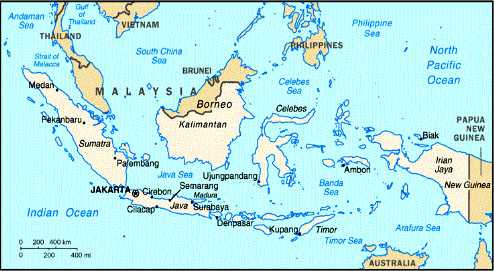 Andaman
Sea
Gulf
of
Thailand
THAILAND
VIETNAM
Strait of
Malacca
South China
Sea
PHILIPPINES
Philippine
Sea
North
Pacific
Ocean
BRUNEI
MALAYSIA
Celebes
Sea
Medan
Borneo
Kalimantan
Celebes
Pekanbaru
Sumatra
Palembang
Java Sea
Ujungpandang
Ambon
Biak
PAPUA
NEW
GUINEA
Irian
Jaya
New Guinea
Banda
Sea
JAKARTA
Cirebon
Semarang
Madura
Cilacap
Java
Surabaya
Denpasar
Kupang
Timor
Indian Ocean
Timor Sea
Arafura Sea
AUSTRALIA
0 200 400 km
0 200 400 mi